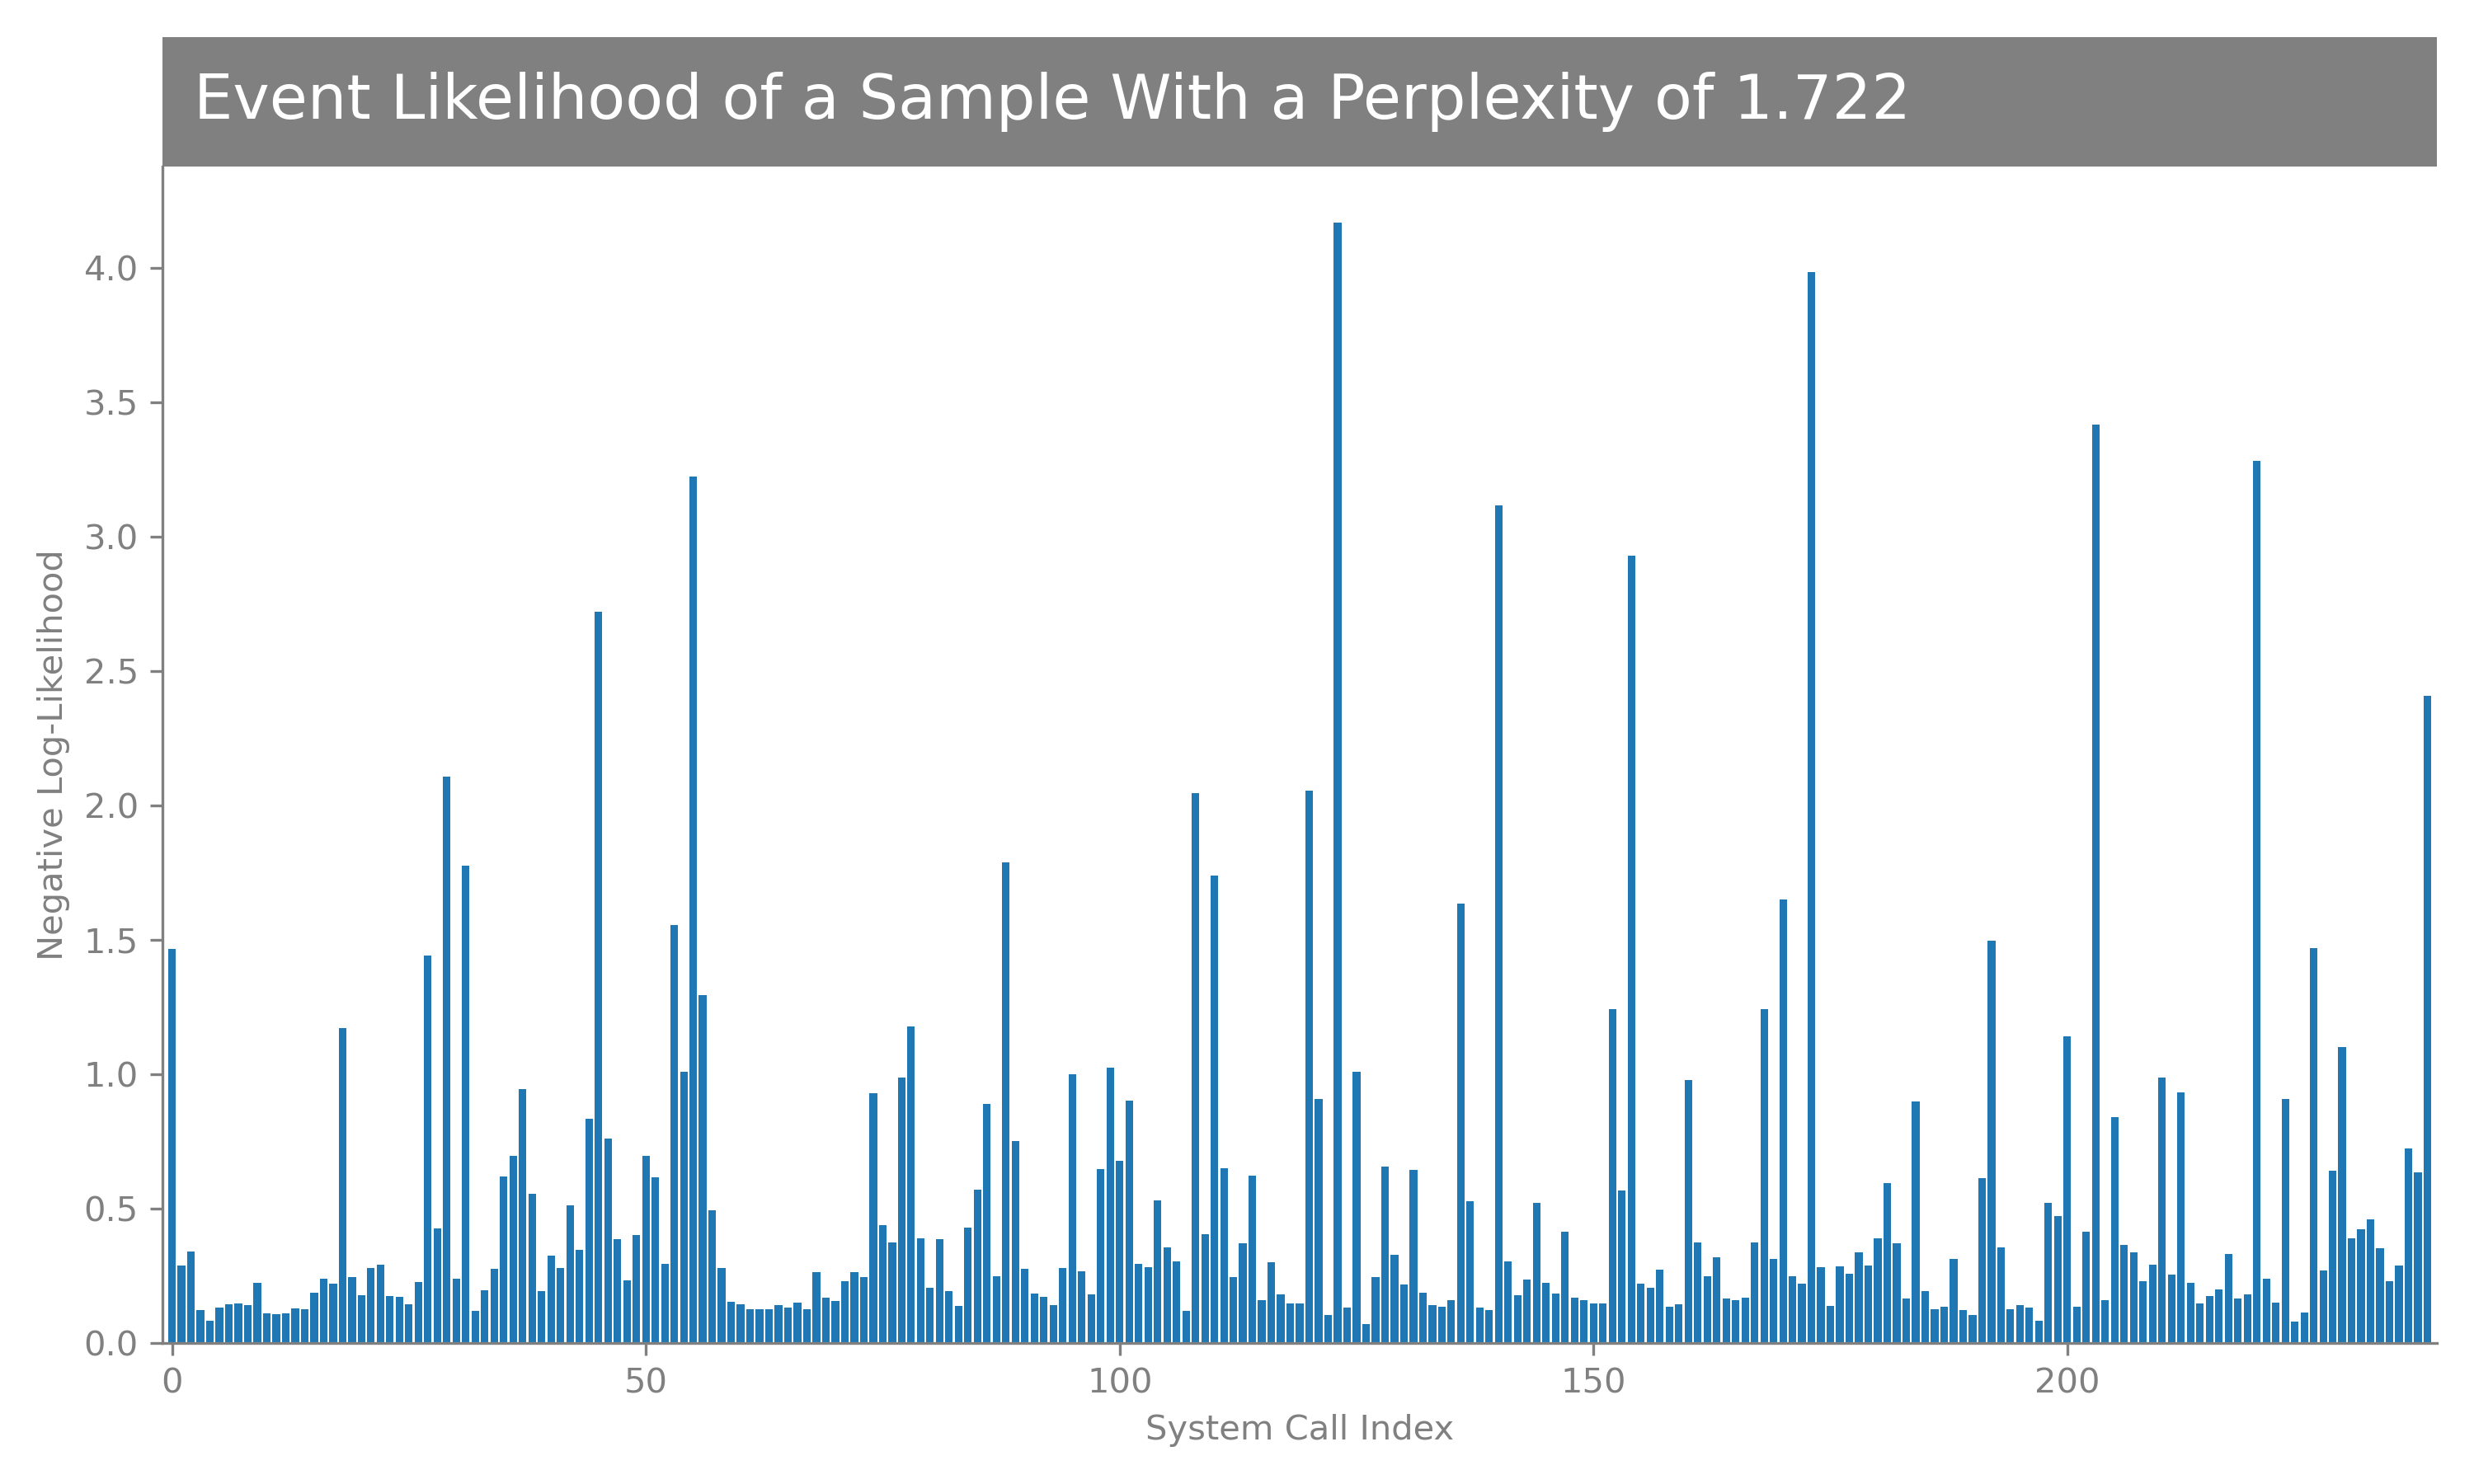 Event Likelihood of a Sample With a Perplexity of 1.722
Negative Log-Likelihood
4.0
3.5
3.0
2.5
2.0
1.5
1.0
0.5
0.0
0 50 100 150 200
System Call Index